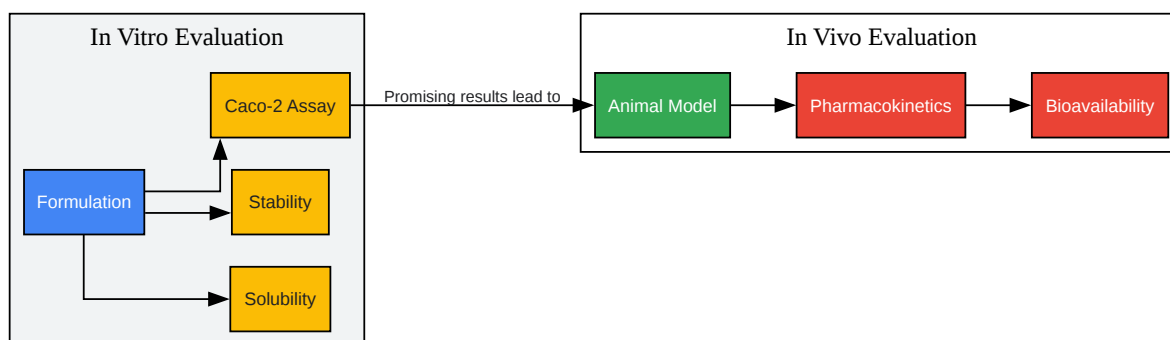 In Vitro Evaluation
Caco-2 Assay
Formulation
Stability
Solubility
Promising results lead to
In Vivo Evaluation
Animal Model
Pharmacokinetics
Bioavailability